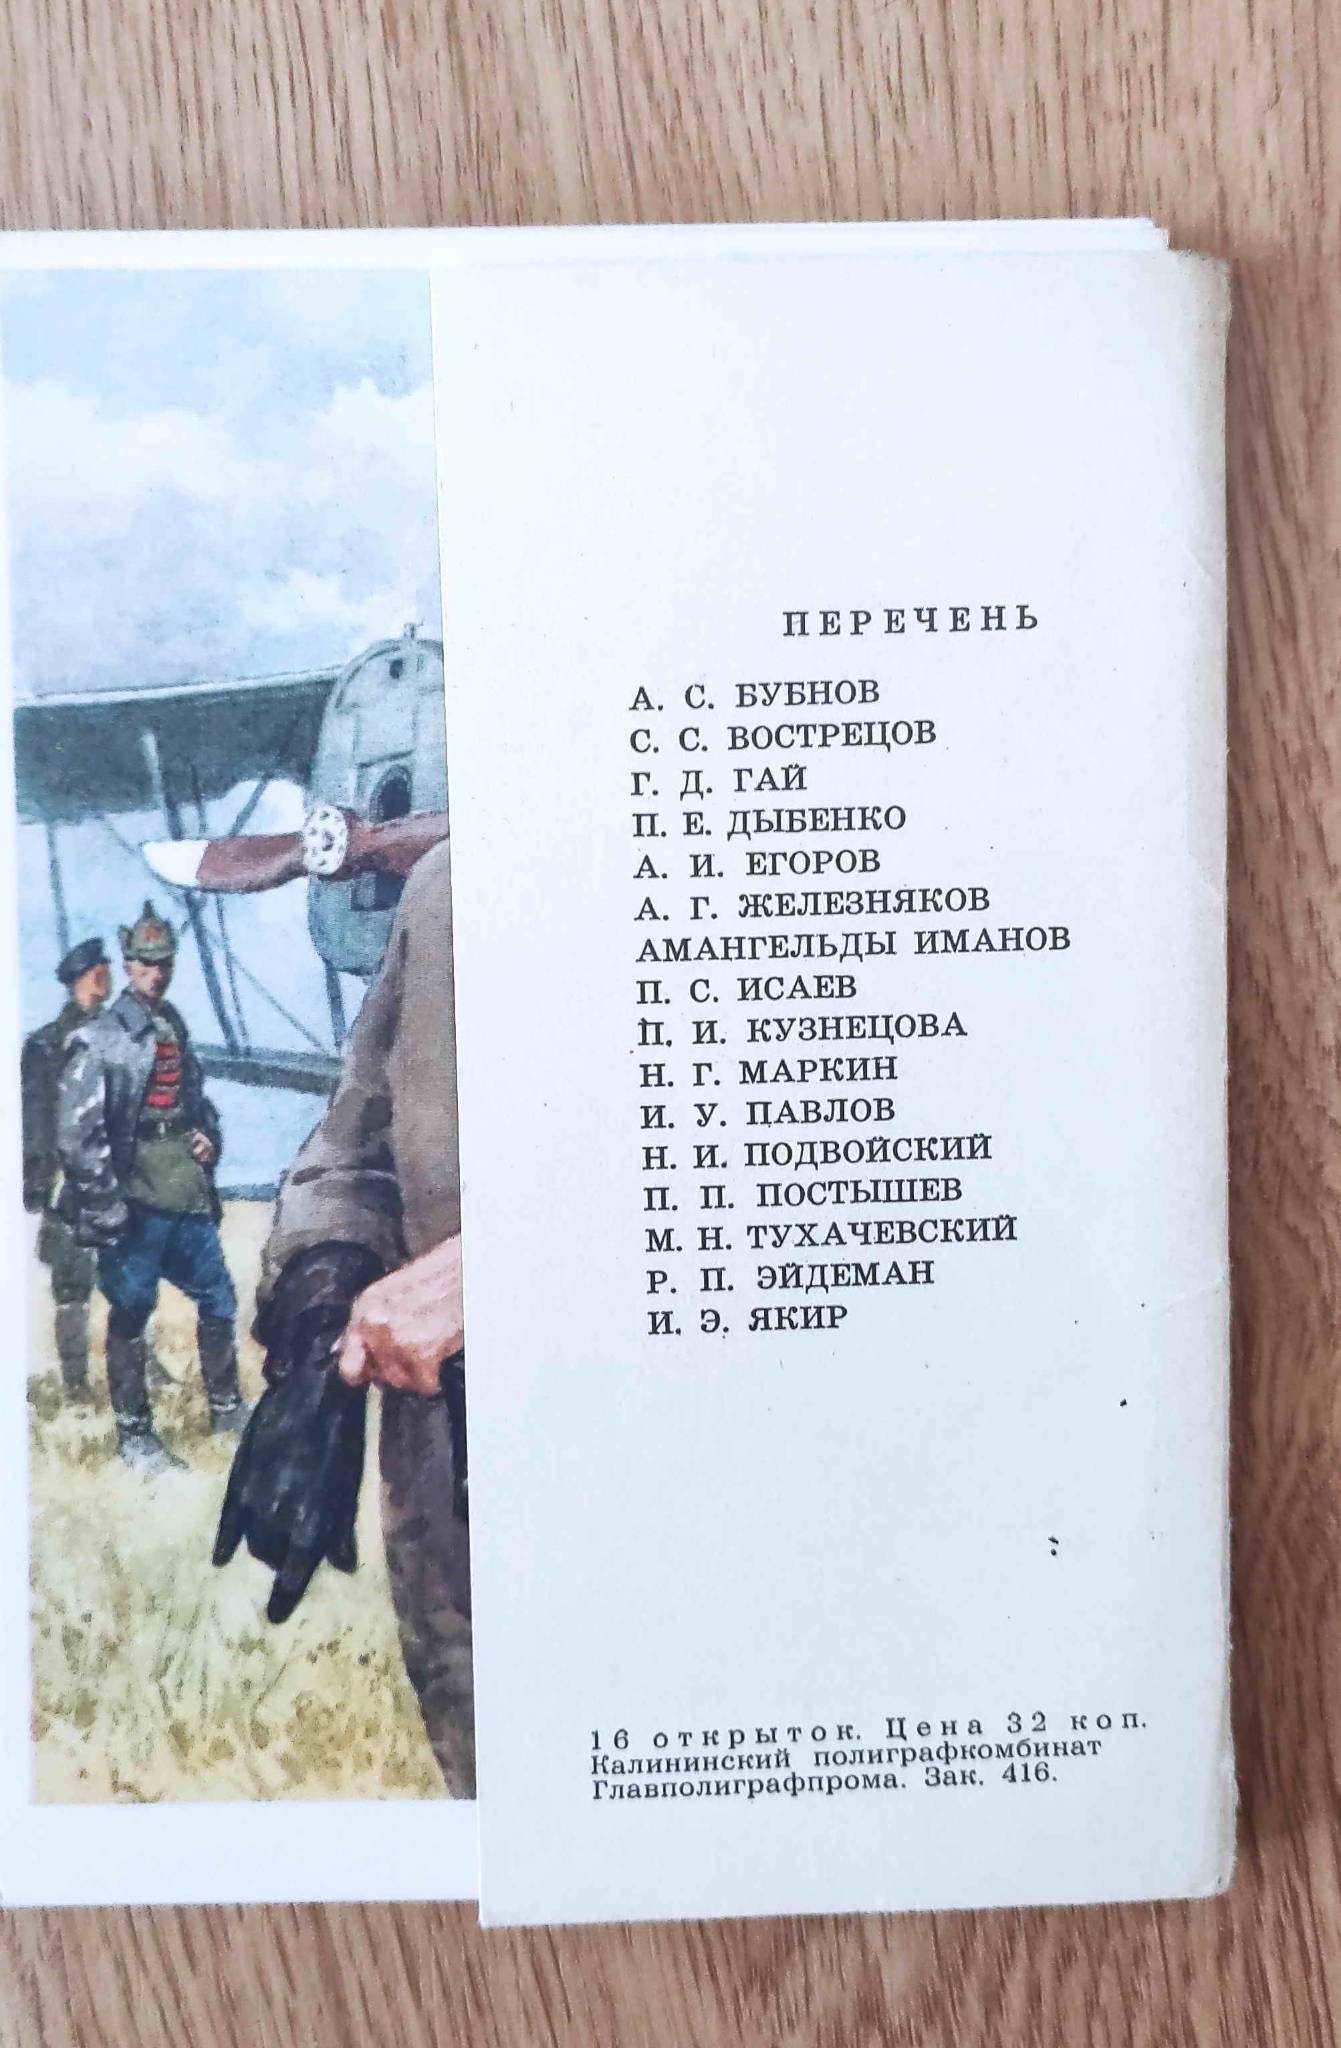 ПЕРЕЧЕНЬ
А. С. БУБНОВ
С. С. ВОСТРЕЦОВ
Г. Д. ГАЙ
П. Е. ДЫБЕНКО
А. И. ЕГОРОВ
А. Г. ЖЕЛЕЗНЯКОВ
АМАНГЕЛЬДЫ ИМАНОВ
П. С. ИСАЕВ
П. И. КУЗНЕЦОВА
Н. Г. МАРКИН
И. У. ПАВЛОВ
Н. И. ПОДВОЙСКИЙ
П. П. ПОСТЫШЕВ
М. Н. ТУХАЧЕВСКИЙ
Р. П. ЭЙДЕМАН
И. Э. ЯКИР
16 открыток. Цена 32 коп.
Калининский полиграфкомбинат
Главполиграфпрома. Зак. 416.